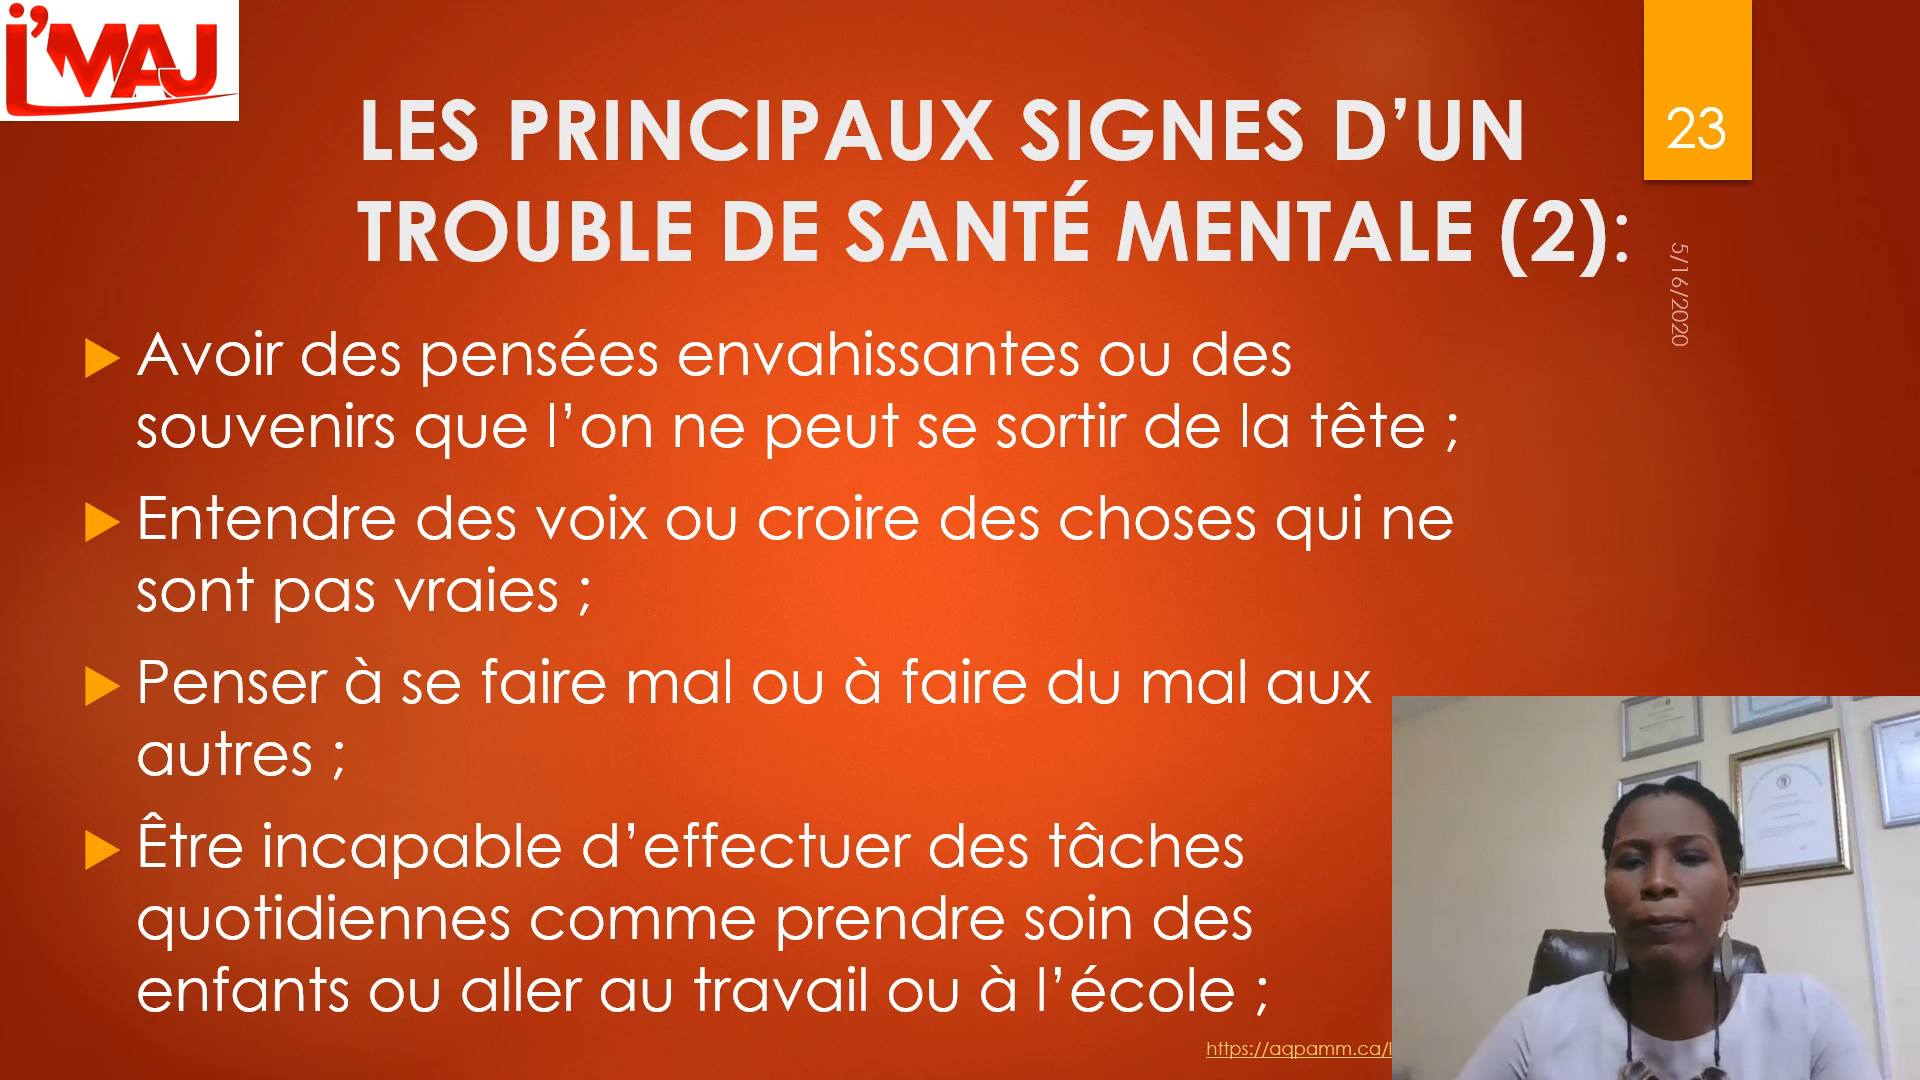 i'MAJ
LES PRINCIPAUX SIGNES D’UN
TROUBLE DE SANTÉ MENTALE (2):
23
5/16/2020
Avoir des pensées envahissantes ou des
souvenirs que l’on ne peut se sortir de la tête ;
Entendre des voix ou croire des choses qui ne
sont pas vraies ;
Penser à se faire mal ou à faire du mal aux
autres ;
Être incapable d’effectuer des tâches
quotidiennes comme prendre soin des
enfants ou aller au travail ou à l’école ;
https://aqpamm.ca/